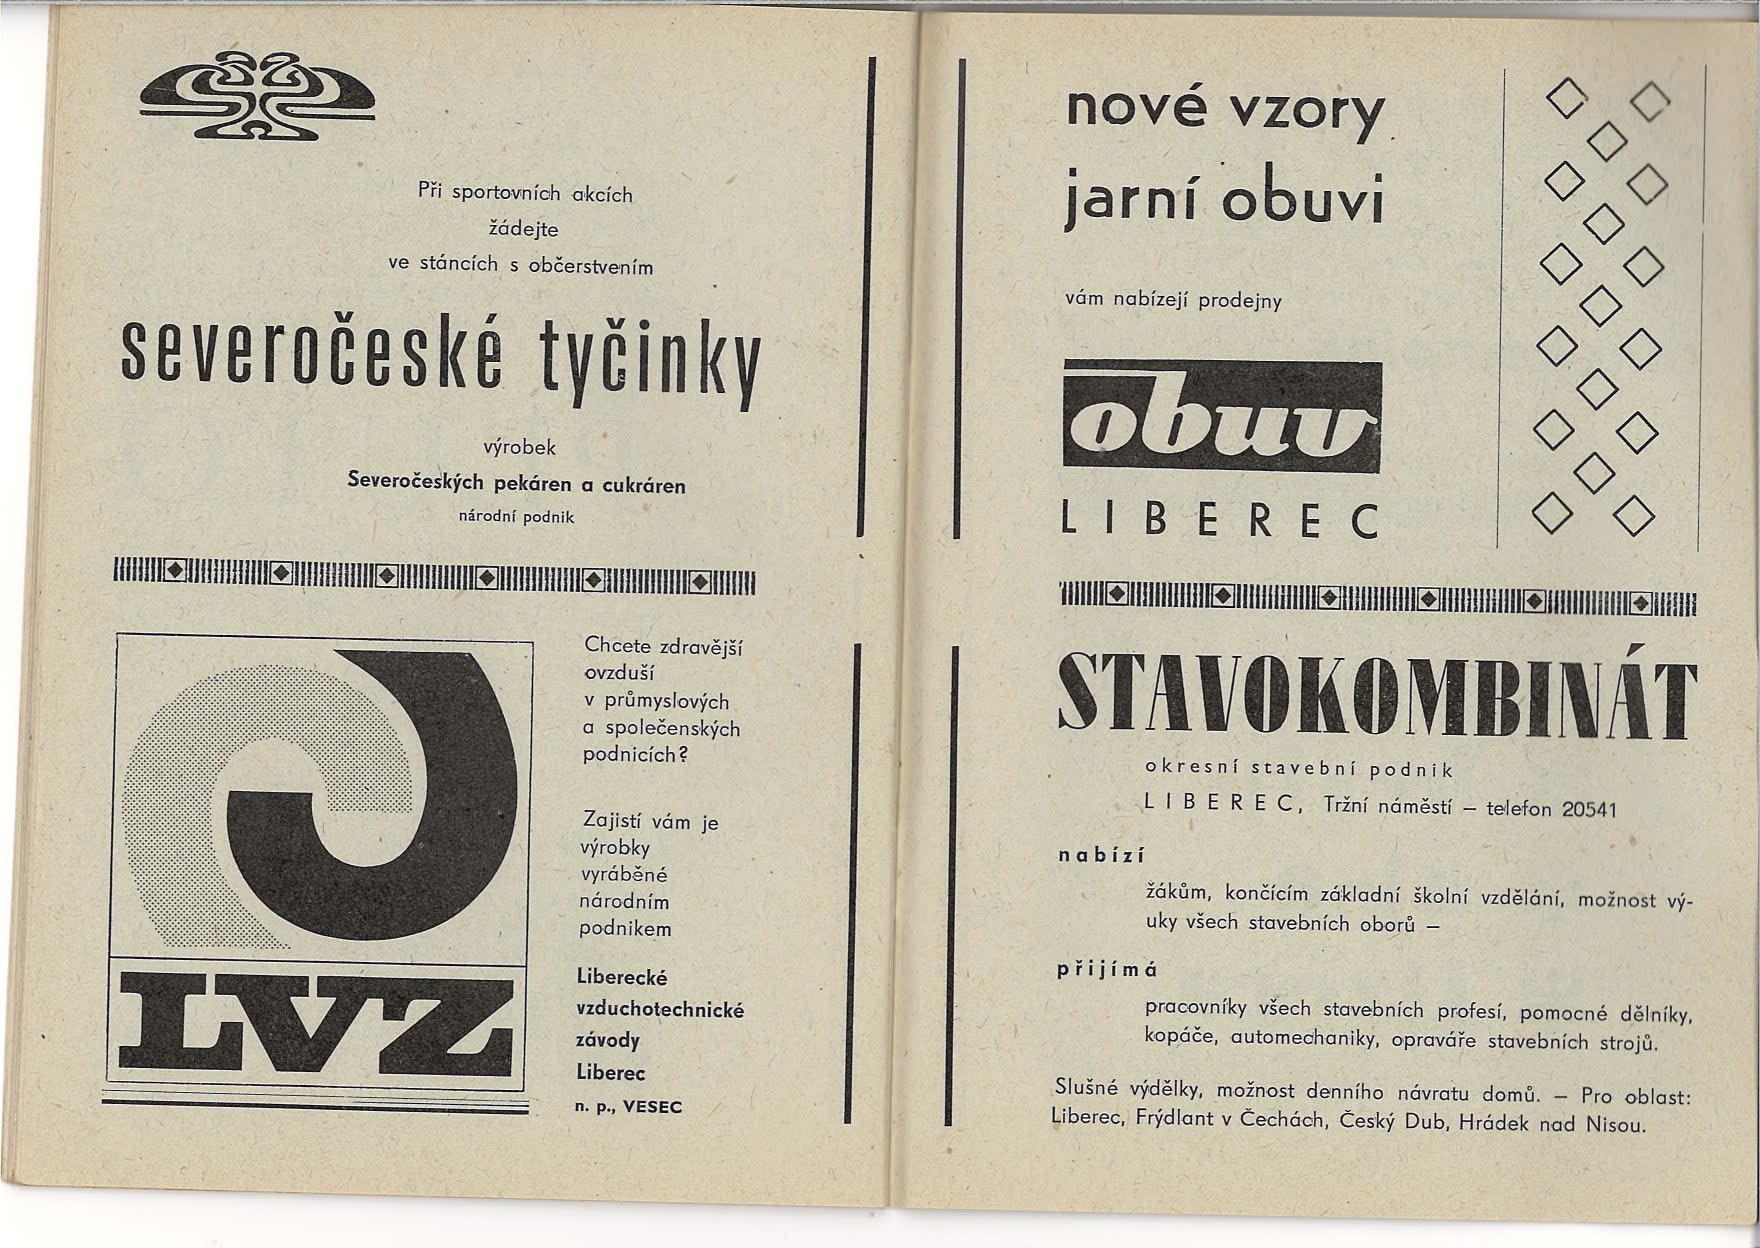 Při sportovních akcích
žádejte
ve stáncích s občerstvením
severočeské tyčinky
výrobek
Severočeských pekáren a cukráren
národní podnik
LVZ
Chcete zdravější
ovzduší
v průmyslových
a společenských
podnicích?
Zajistí vám je
výrobky
vyráběné
národním
podnikem
Liberecké
vzduchotechnické
závody
Liberec
n. p., VESEC
nové vzory
jarní obuvi
vám nabízejí prodejny
obuv
LIBEREC
STAVOKOMBINÁT
okresní stavební podnik
LIBEREC, Tržní náměstí – telefon 20541
nabízí
žákům, končícím základní školní vzdělání, možnost vý-
uky všech stavebních oborů –
přijímá
pracovníky všech stavebních profesí, pomocné dělníky,
kopáče, automechaniky, opraváře stavebních strojů.
Slušné výdělky, možnost denního návratu domů. – Pro oblast:
Liberec, Frýdlant v Čechách, Český Dub, Hrádek nad Nisou.